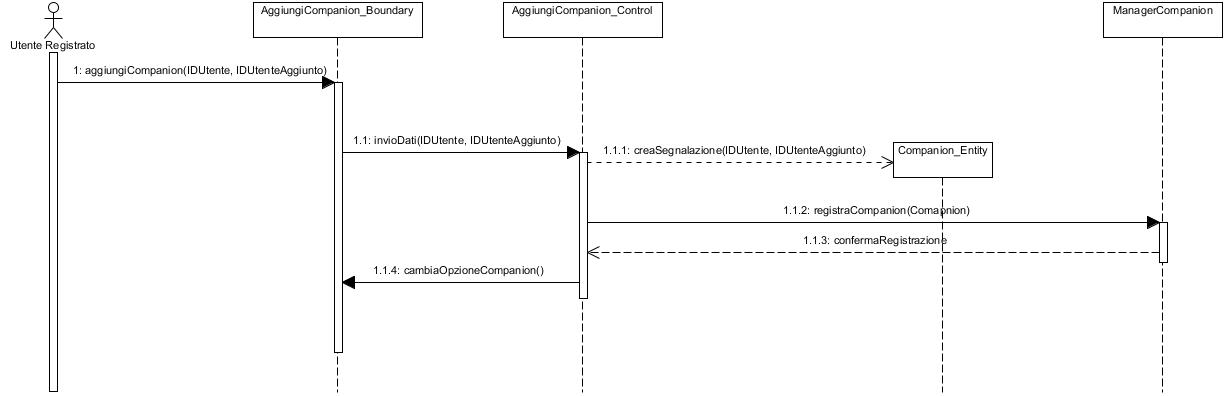 AggiungiCompanion_Boundary
AggiungiCompanion_Control
ManagerCompanion
Utente Registrato
1: aggiungiCompanion(IDUtente, IDUtenteAggiunto)
1.1: invioDati(IDUtente, IDUtenteAggiunto)
1.1.1: creaSegnalazione(IDUtente, IDUtenteAggiunto)
Companion_Entity
1.1.2: registraCompanion(Comapnion)
1.1.3: confermaRegistrazione
1.1.4: cambiaOpzioneCompanion()